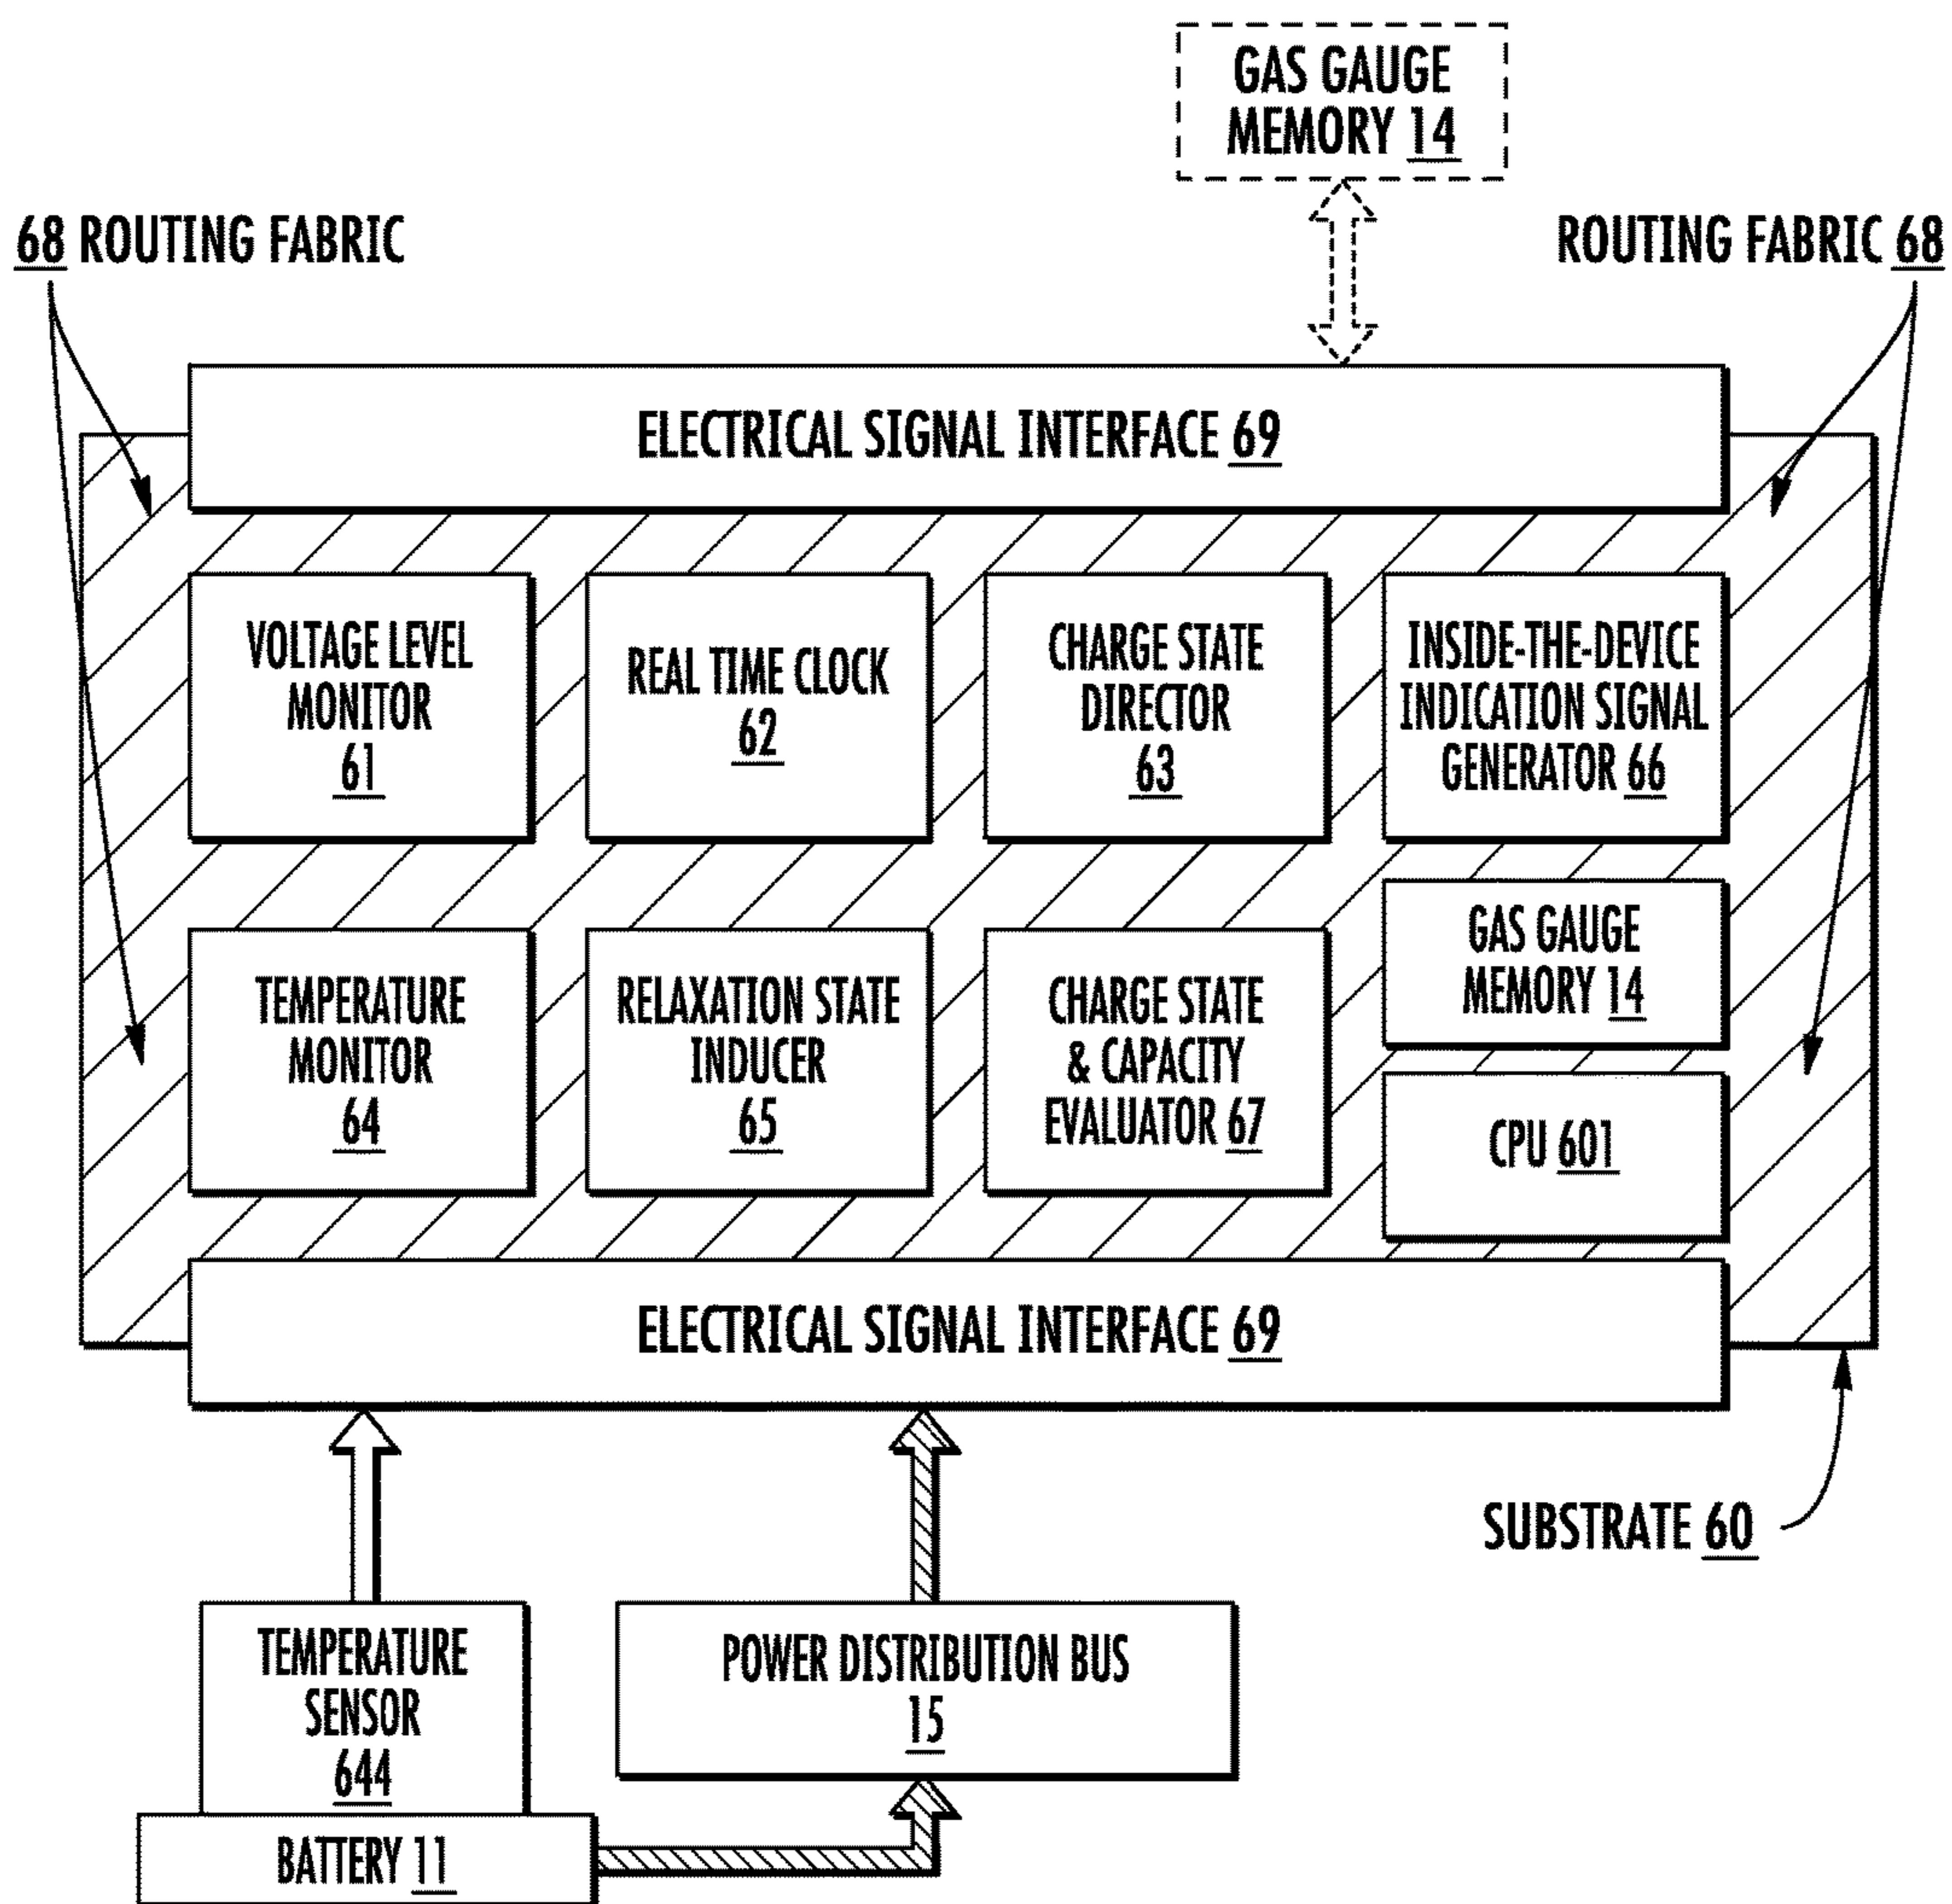 GAS GAUGE
MEMORY 14
68 ROUTING FABRIC
ROUTING FABRIC 68
ELECTRICAL SIGNAL INTERFACE 69
VOLTAGE LEVEL
MONITOR
61
REAL TIME CLOCK
62
CHARGE STATE
DIRECTOR
63
INSIDE-THE-DEVICE
INDICATION SIGNAL
GENERATOR 66
TEMPERATURE
MONITOR
64
RELAXATION STATE
INDUCER
65
CHARGE STATE
& CAPACITY
EVALUATOR 67
GAS GAUGE
MEMORY 14
CPU 601
ELECTRICAL SIGNAL INTERFACE 69
SUBSTRATE 60
TEMPERATURE
SENSOR
644
POWER DISTRIBUTION BUS
15
BATTERY 11